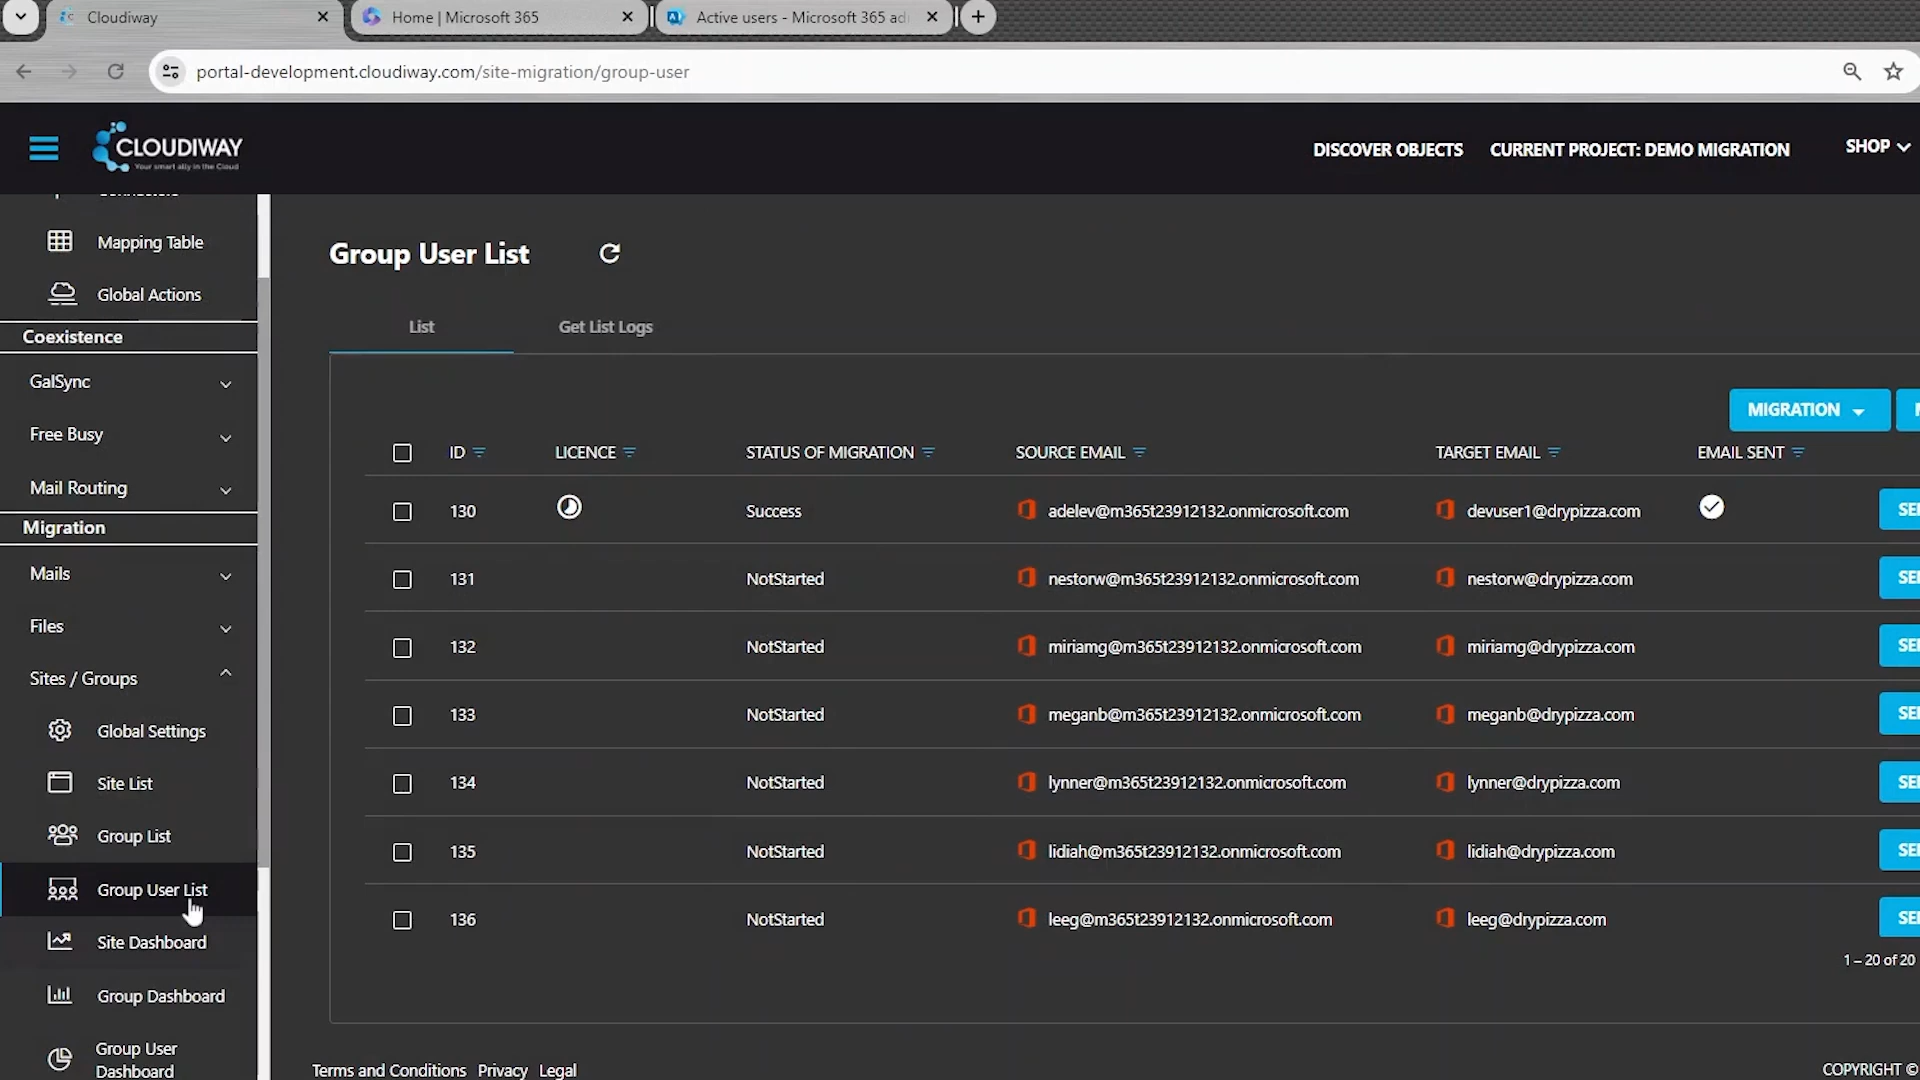 Cloudiway
Home | Microsoft 365
Active users - Microsoft 365 ad
portal-development.cloudiway.com/site-migration/group-user
CLOUDIWAY
Your smart ally in the Cloud
DISCOVER OBJECTS
CURRENT PROJECT: DEMO MIGRATION
SHOP
Mapping Table
Global Actions
Coexistence
GalSync
Free Busy
Mail Routing
Migration
Mails
Files
Sites / Groups
Global Settings
Site List
Group List
Group User List
Site Dashboard
Group Dashboard
Group User
Dashboard
Group User List
List
Get List Logs
MIGRATION
ID LICENCE STATUS OF MIGRATION SOURCE EMAIL TARGET EMAIL EMAIL SENT
130 Success adelev@m365t23912132.onmicrosoft.com devuser1@drypizza.com SE
131 NotStarted nestorw@m365t23912132.onmicrosoft.com nestorw@drypizza.com SE
132 NotStarted miriamg@m365t23912132.onmicrosoft.com miriamg@drypizza.com SE
133 NotStarted meganb@m365t23912132.onmicrosoft.com meganb@drypizza.com SE
134 NotStarted lynner@m365t23912132.onmicrosoft.com lynner@drypizza.com SE
135 NotStarted lidiah@m365t23912132.onmicrosoft.com lidiah@drypizza.com SE
136 NotStarted leeg@m365t23912132.onmicrosoft.com leeg@drypizza.com SE
1 – 20 of 20
Terms and Conditions Privacy Legal
COPYRIGHT ©